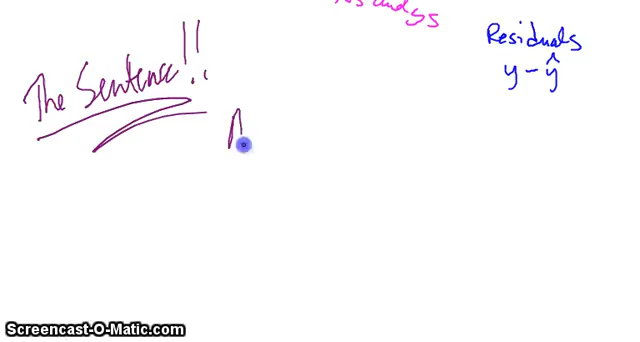 The Sentence!!
Residuals
y - ŷ
Screencast-O-Matic.com